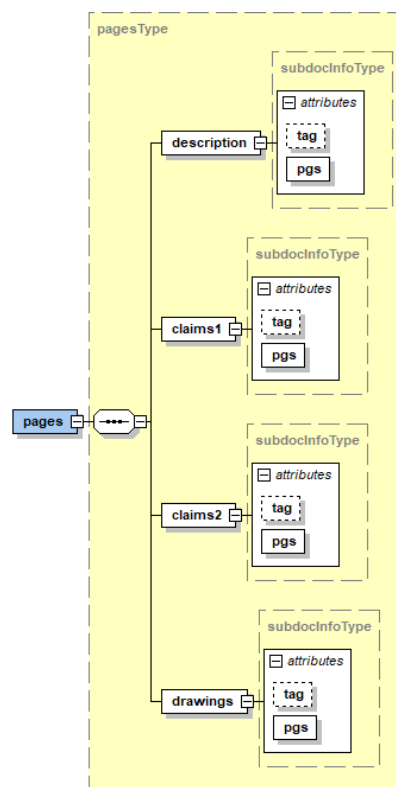 pagesType
subdocInfoType
attributes
tag
pgs
description
subdocInfoType
attributes
tag
pgs
claims1
pages
subdocInfoType
attributes
tag
pgs
claims2
subdocInfoType
attributes
tag
pgs
drawings